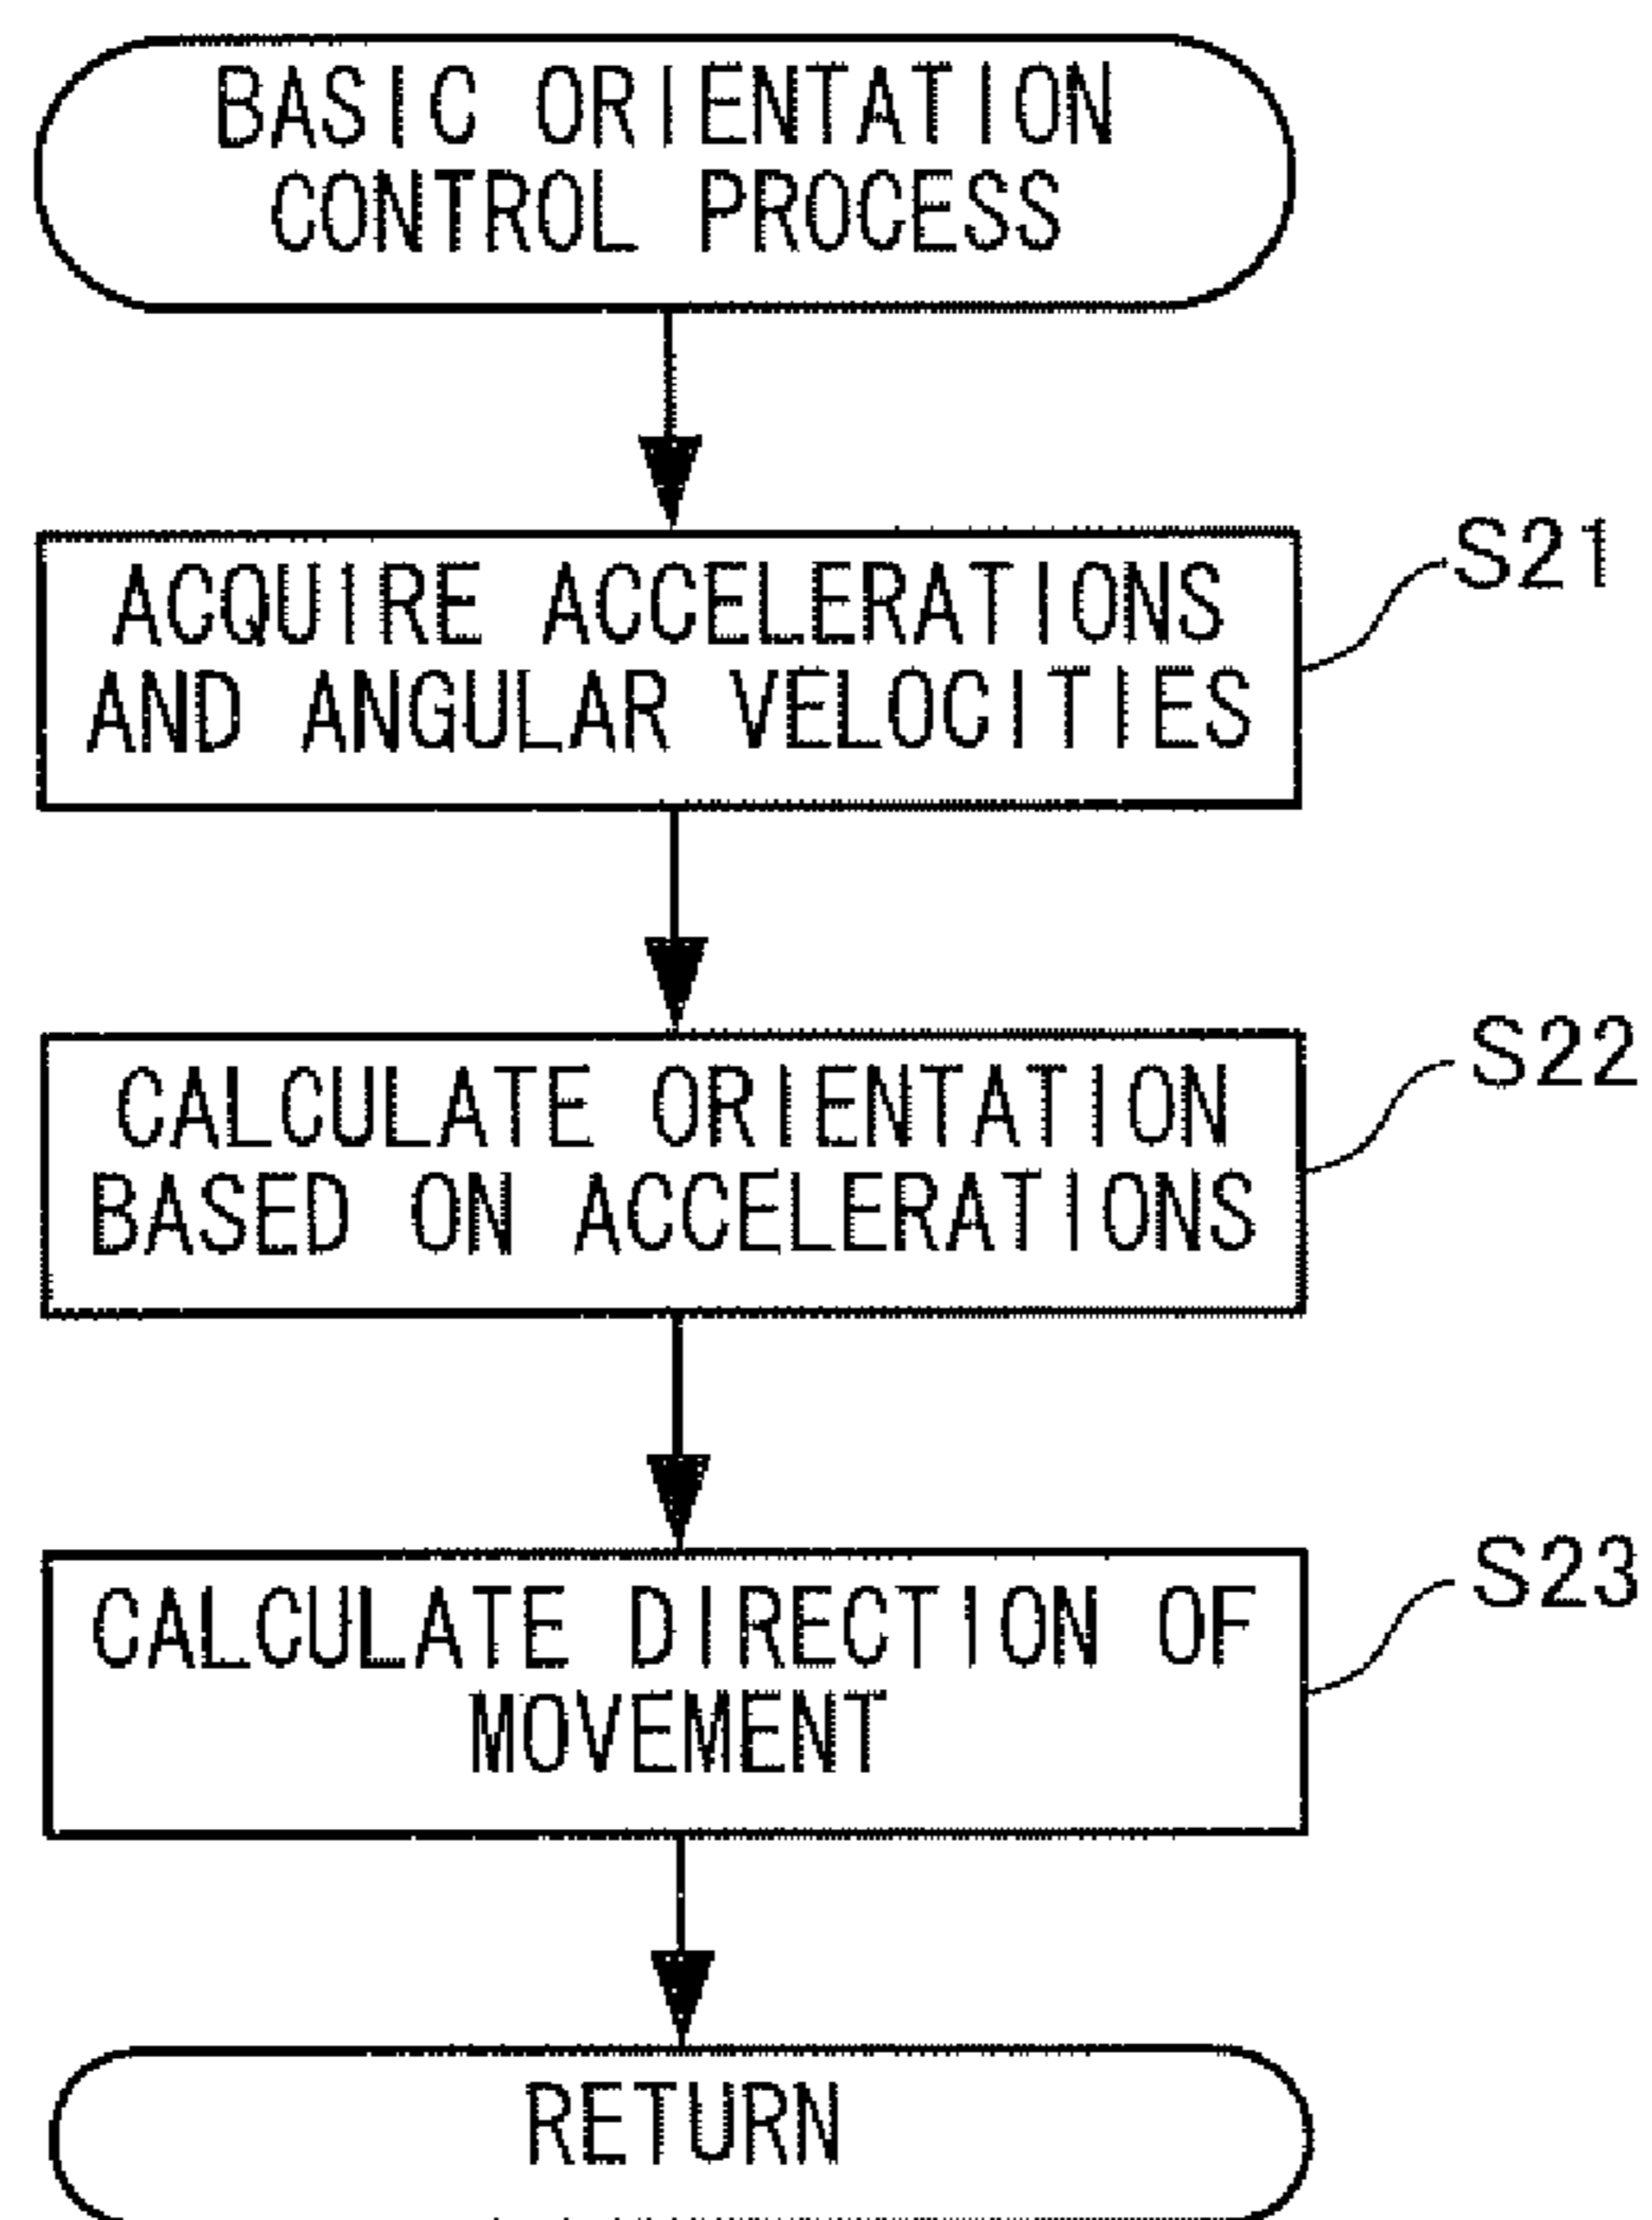 BASIC ORIENTATION
CONTROL PROCESS
ACQUIRE ACCELERATIONS
AND ANGULAR VELOCITIES
S21
CALCULATE ORIENTATION
BASED ON ACCELERATIONS
S22
CALCULATE DIRECTION OF
MOVEMENT
S23
RETURN